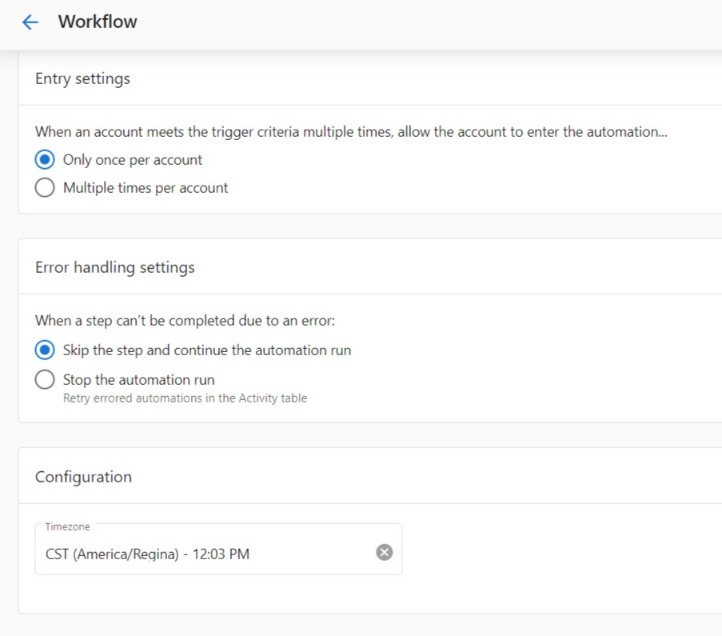 Workflow
Entry settings
When an account meets the trigger criteria multiple times, allow the account to enter the automation...
Only once per account
Multiple times per account
Error handling settings
When a step can't be completed due to an error:
Skip the step and continue the automation run
Stop the automation run
Retry errored automations in the Activity table
Configuration
Timezone
CST (America/Regina) - 12:03 PM